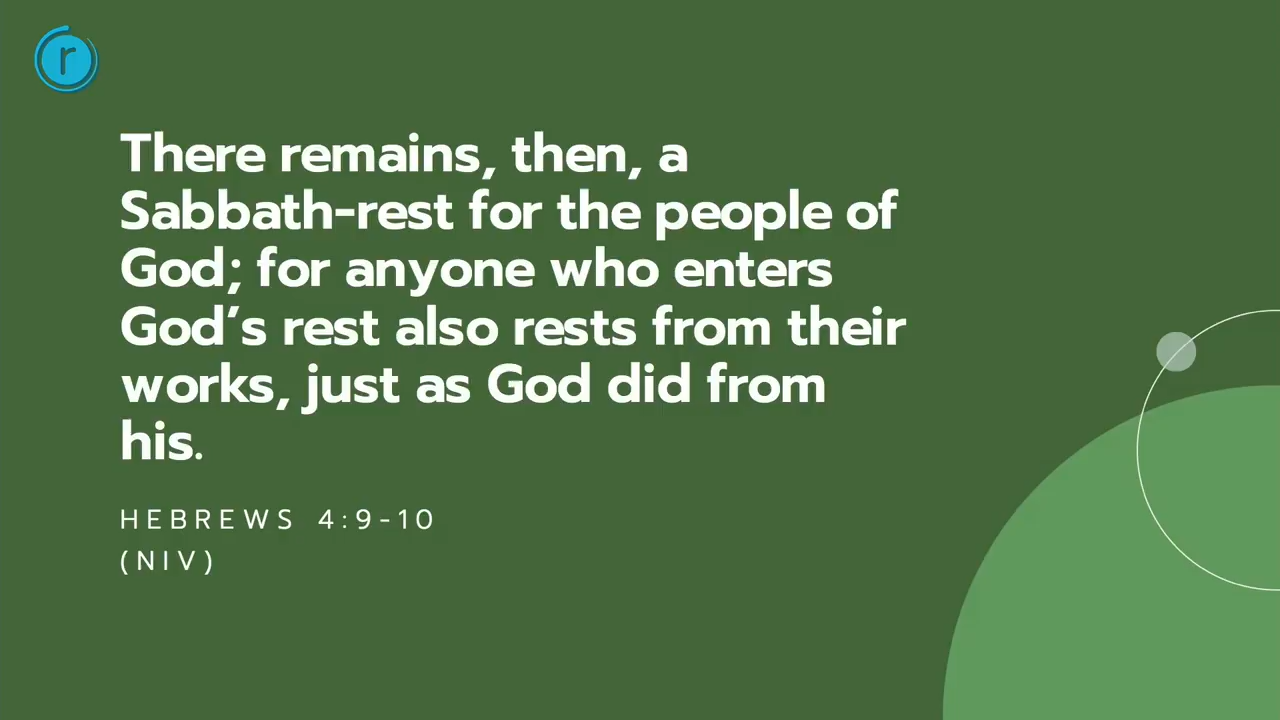 r
There remains, then, a
Sabbath-rest for the people of
God; for anyone who enters
God’s rest also rests from their
works, just as God did from
his.
HEBREWS 4:9-10
(NIV)